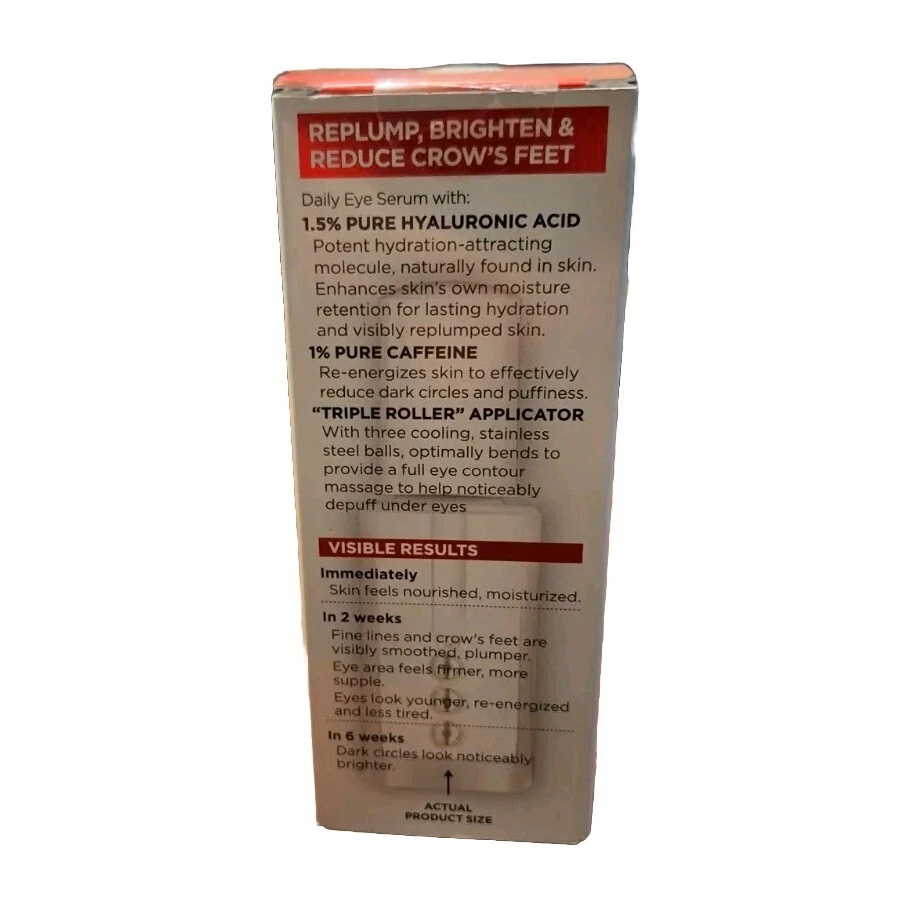 REPLUMP, BRIGHTEN &
REDUCE CROW'S FEET
Daily Eye Serum with:
1.5% PURE HYALURONIC ACID
Potent hydration-attracting
molecule, naturally found in skin.
Enhances skin's own moisture
retention for lasting hydration
and visibly replumped skin.
1% PURE CAFFEINE
Re-energizes skin to effectively
reduce dark circles and puffiness.
"TRIPLE ROLLER" APPLICATOR
With three cooling, stainless
steel balls, optimally bends to
provide a full eye contour
massage to help noticeably
depuff under eyes
VISIBLE RESULTS
Immediately
Skin feels nourished, moisturized.
In 2 weeks
Fine lines and crow's feet are
visibly smoothed, plumper.
Eye area feels firmer, more
supple.
Eyes look younger, re-energized
and less tired.
In 6 weeks
Dark circles look noticeably
brighter.
ACTUAL
PRODUCT SIZE